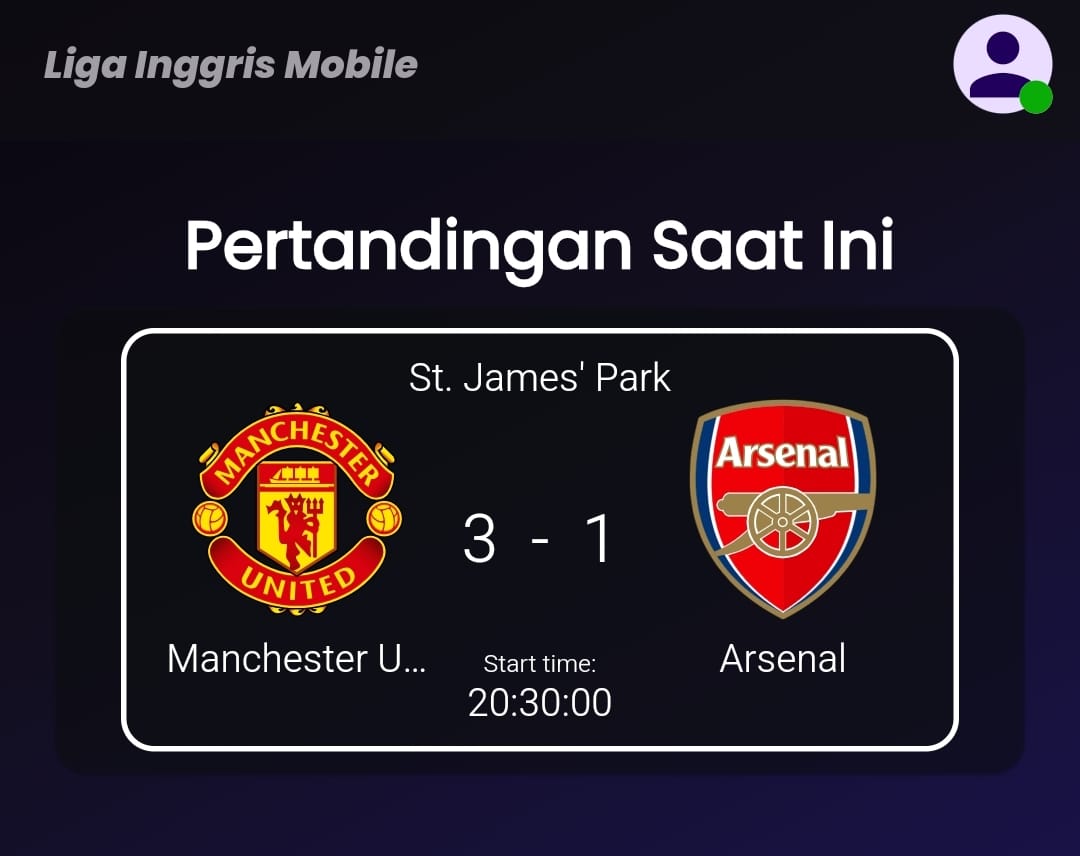 Liga Inggris Mobile
Pertandingan Saat Ini
St. James' Park
MANCHESTER
UNITED
Arsenal
3 - 1
Manchester U...
Start time:
20:30:00
Arsenal